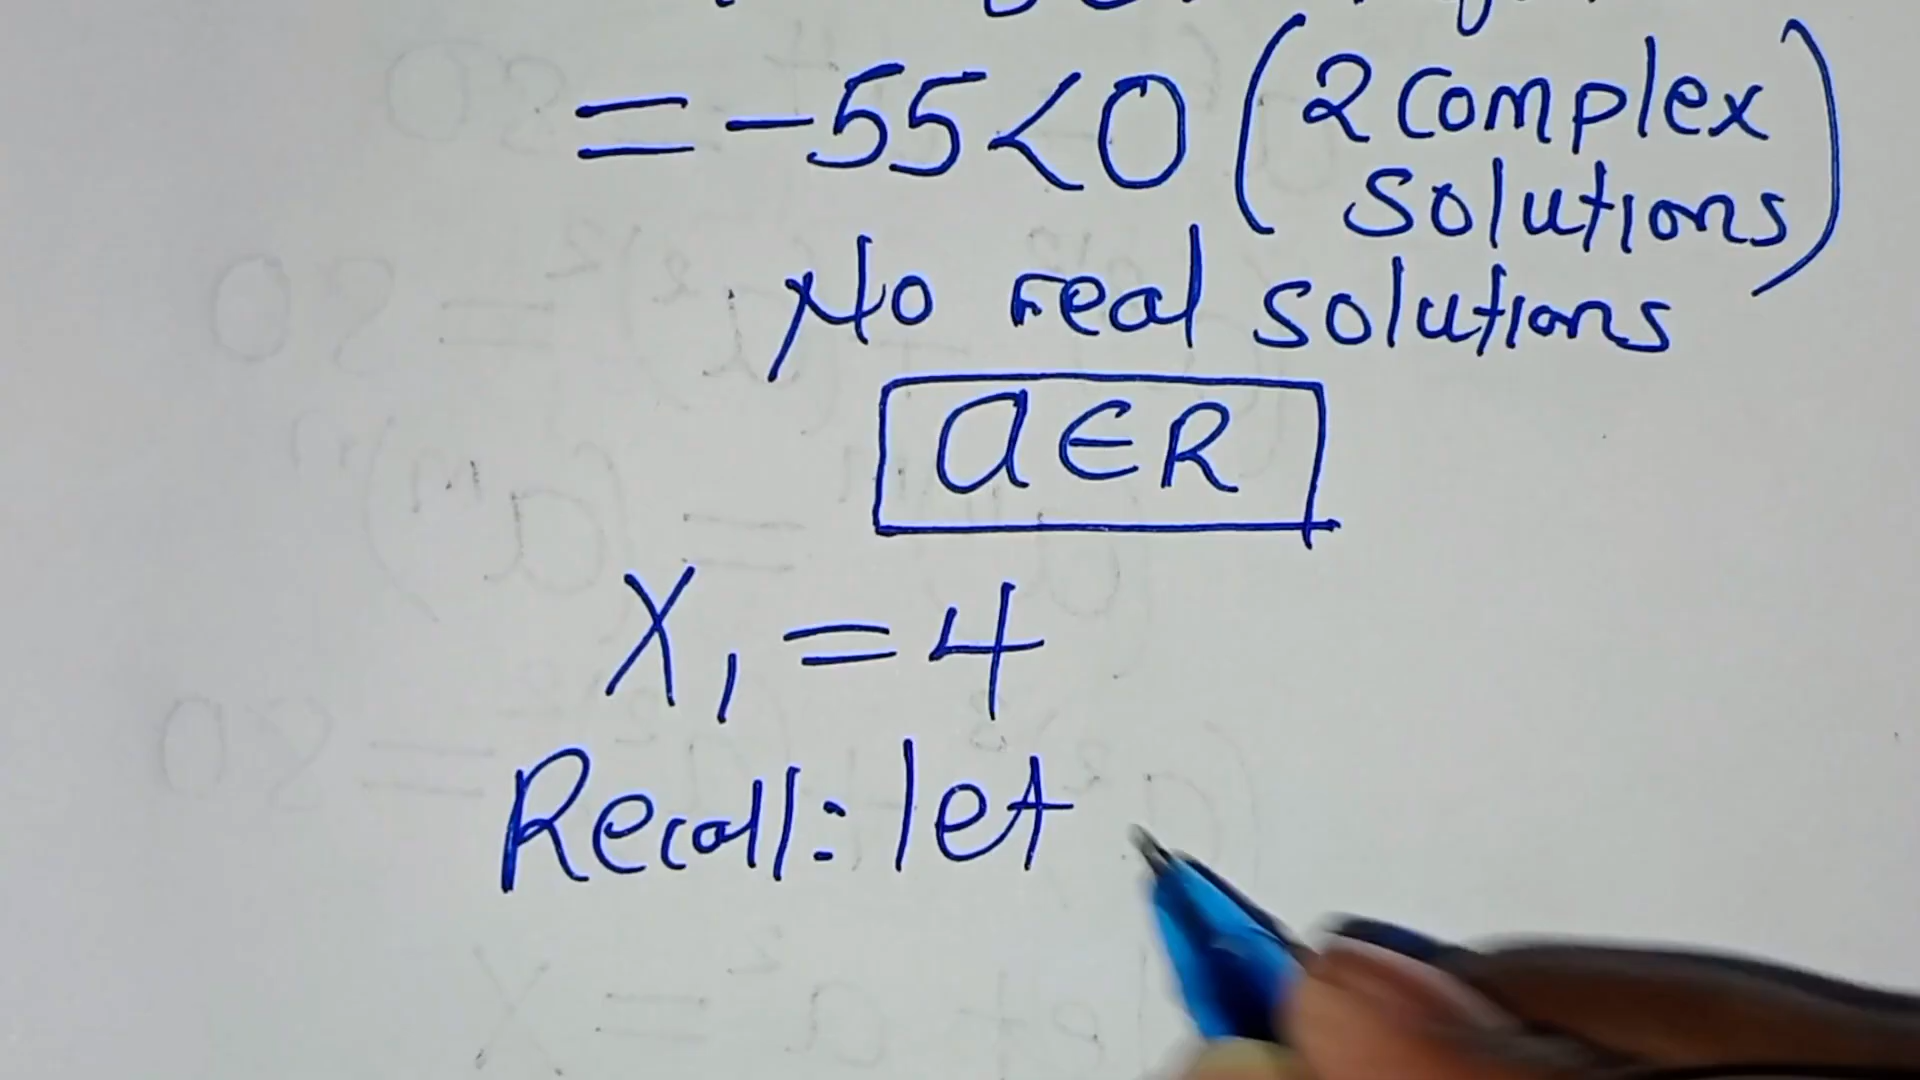 = -55 < 0 (2 complex
solutions)
No real solutions
a ∈ R
X₁ = 4
Recall: let